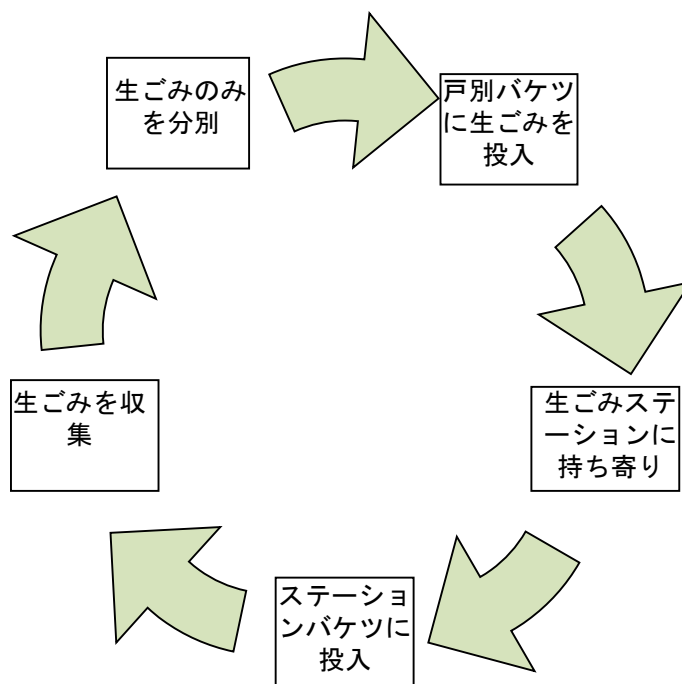 生ごみのみ
を分別
戸別バケツ
に生ごみを
投入
生ごみステ
ーションに
持ち寄り
ステーショ
ンバケツに
投入
生ごみを収
集